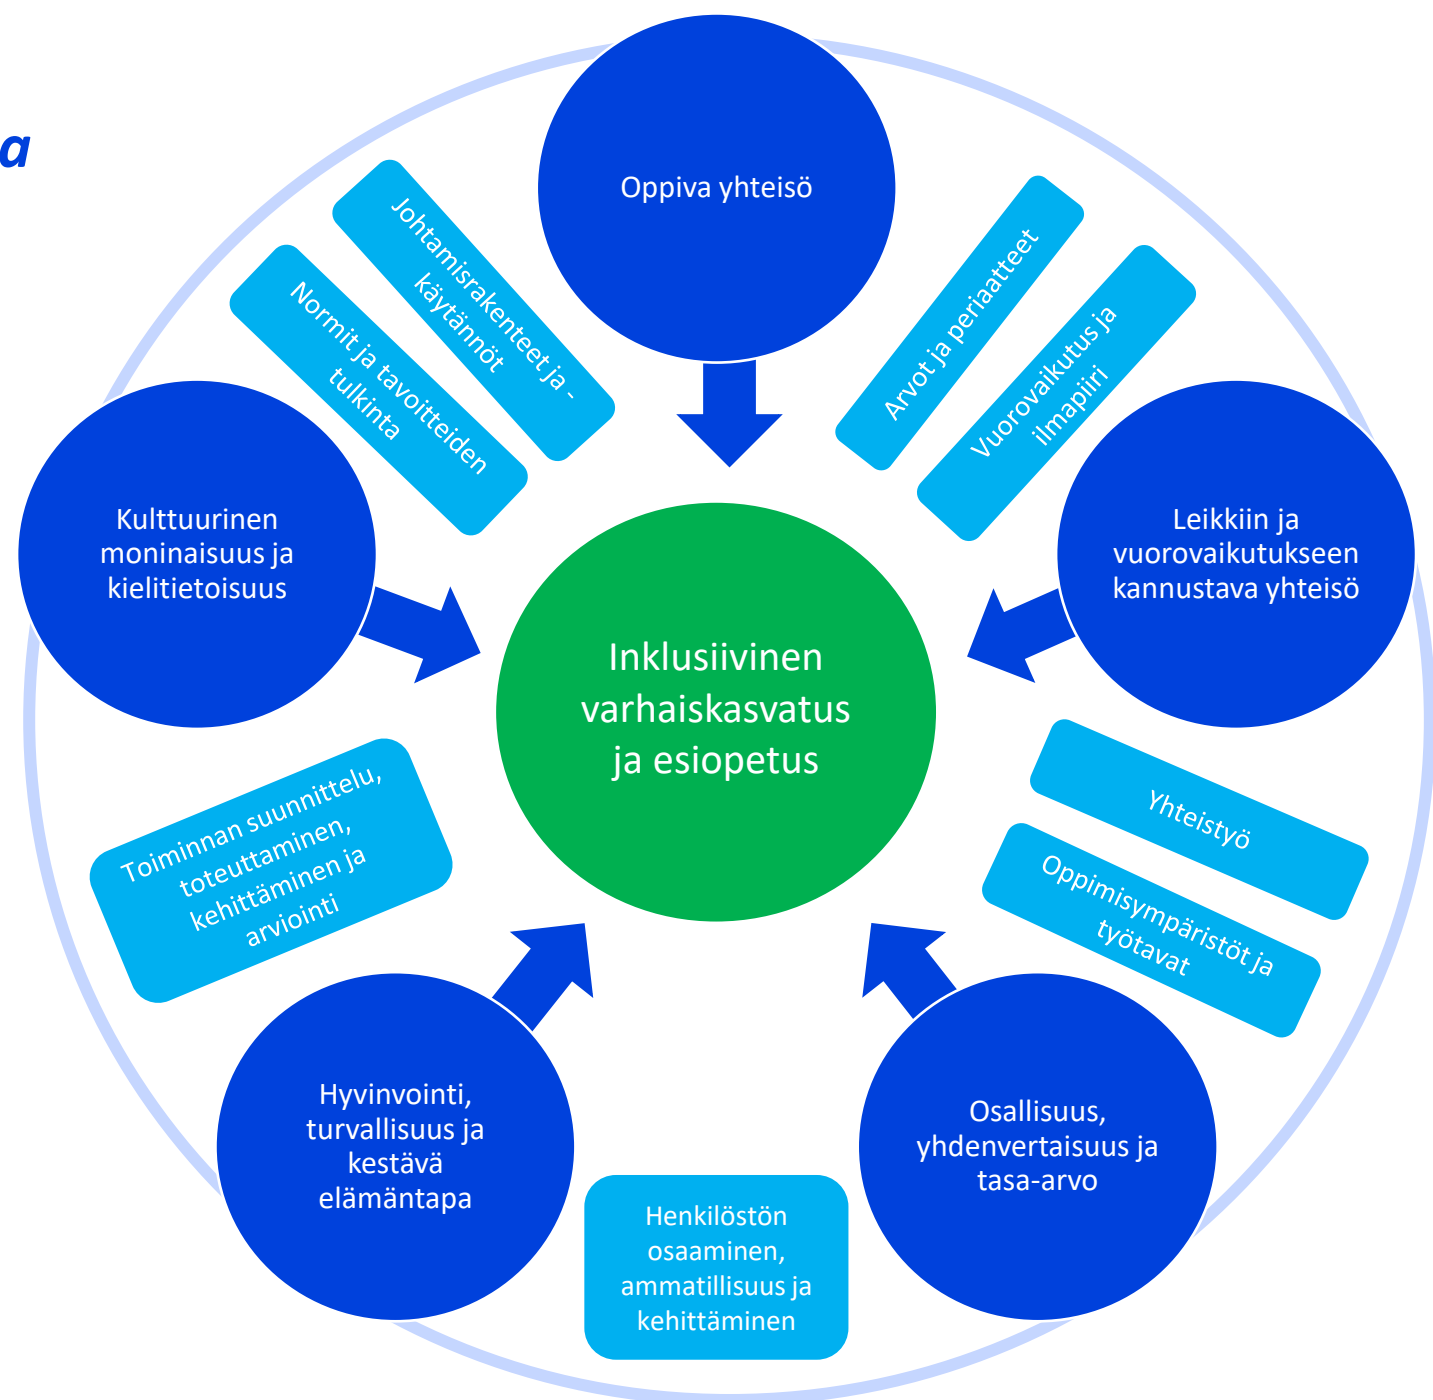 a
Oppiva yhteisö
Johtamisrakenteet ja -
käytännöt
Normit ja tavoitteiden
tulkinta
Arvot ja periaatteet
Vuorovaikutus ja
ilmapiiri
Kulttuurinen
moninaisuus ja
kielitietoisuus
Leikkiin ja
vuorovaikutukseen
kannustava yhteisö
Inklusiivinen
varhaiskasvatus
ja esiopetus
Toiminnan suunnittelu,
toteuttaminen,
kehittäminen ja
arviointi
Yhteistyö
Oppimisympäristöt ja
työtavat
Hyvinvointi,
turvallisuus ja
kestävä
elämäntapa
Osallisuus,
yhdenvertaisuus ja
tasa-arvo
Henkilöstön
osaaminen,
ammatillisuus ja
kehittäminen